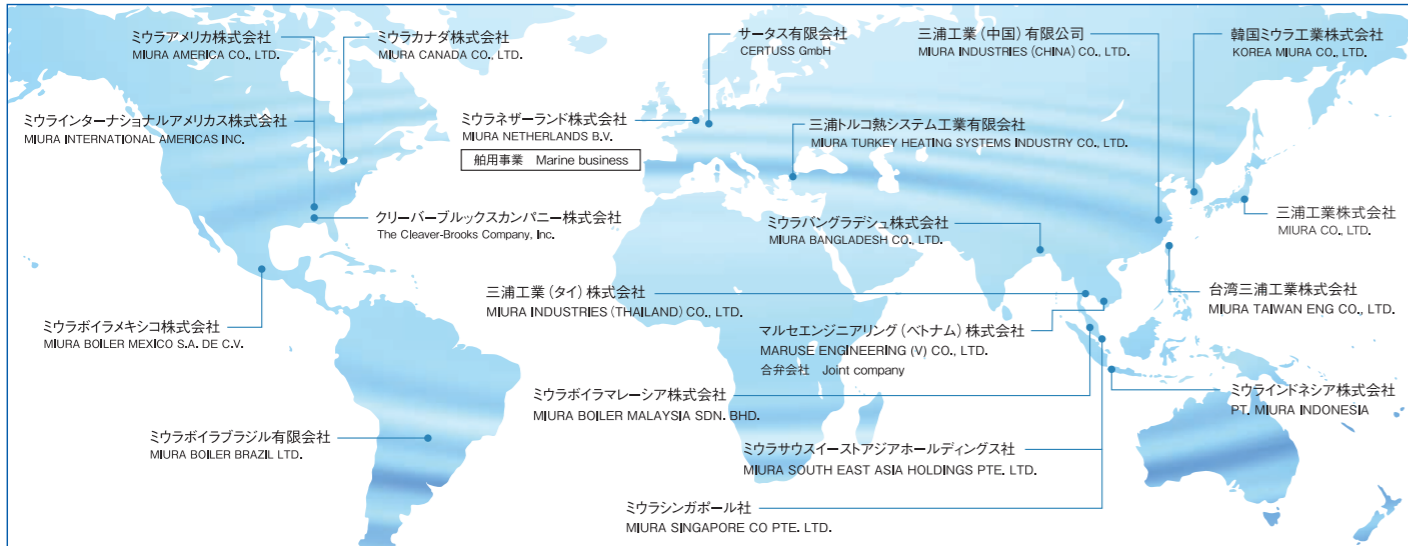 ミウラアメリカ株式会社
MIURA AMERICA CO., LTD.
ミウラカナダ株式会社
MIURA CANADA CO., LTD.
サータス有限会社
CERTUSS GmbH
三浦工業（中国）有限公司
MIURA INDUSTRIES (CHINA) CO., LTD.
韓国ミウラ工業株式会社
KOREA MIURA CO., LTD.
ミウラインターナショナルアメリカス株式会社
MIURA INTERNATIONAL AMERICAS INC.
ミウラネザーランド株式会社
MIURA NETHERLANDS B.V.
舶用事業　Marine business
三浦トルコ熱システム工業有限会社
MIURA TURKEY HEATING SYSTEMS INDUSTRY CO., LTD.
クリーバーブルックスカンパニー株式会社
The Cleaver-Brooks Company, Inc.
ミウラバングラデシュ株式会社
MIURA BANGLADESH CO., LTD.
三浦工業株式会社
MIURA CO., LTD.
三浦工業（タイ）株式会社
MIURA INDUSTRIES (THAILAND) CO., LTD.
台湾三浦工業株式会社
MIURA TAIWAN ENG CO., LTD.
ミウラボイラメキシコ株式会社
MIURA BOILER MEXICO S.A. DE C.V.
マルセエンジニアリング（ベトナム）株式会社
MARUSE ENGINEERING (V) CO., LTD.
合弁会社　Joint company
ミウラボイラマレーシア株式会社
MIURA BOILER MALAYSIA SDN. BHD.
ミウラインドネシア株式会社
PT. MIURA INDONESIA
ミウラボイラブラジル有限会社
MIURA BOILER BRAZIL LTD.
ミウラサウスイーストアジアホールディングス社
MIURA SOUTH EAST ASIA HOLDINGS PTE. LTD.
ミウラシンガポール社
MIURA SINGAPORE CO PTE. LTD.